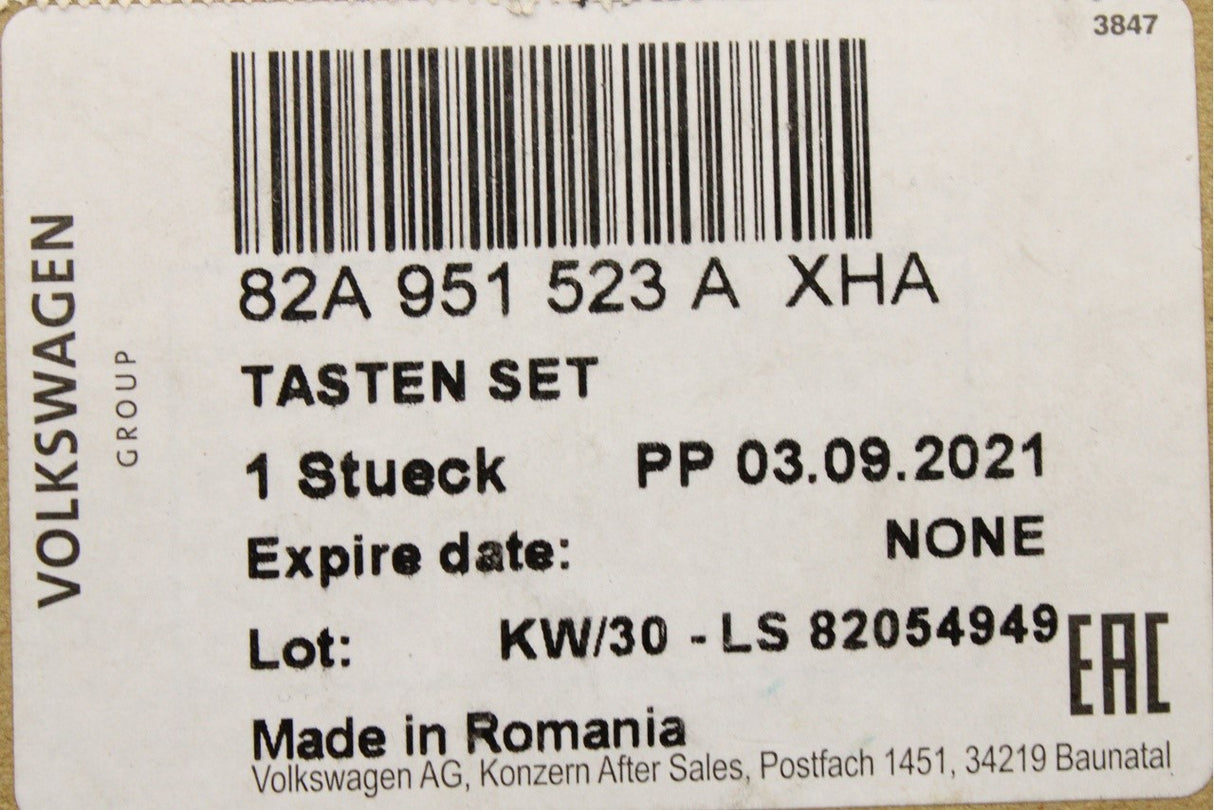 3847
82A 951 523 A XHA
TASTEN SET
1 Stueck PP 03.09.2021
Expire date: NONE
Lot: KW/30 - LS 82054949
EAC
Made in Romania
Volkswagen AG, Konzern After Sales, Postfach 1451, 34219 Baunatal
VOLKSWAGEN
GROUP